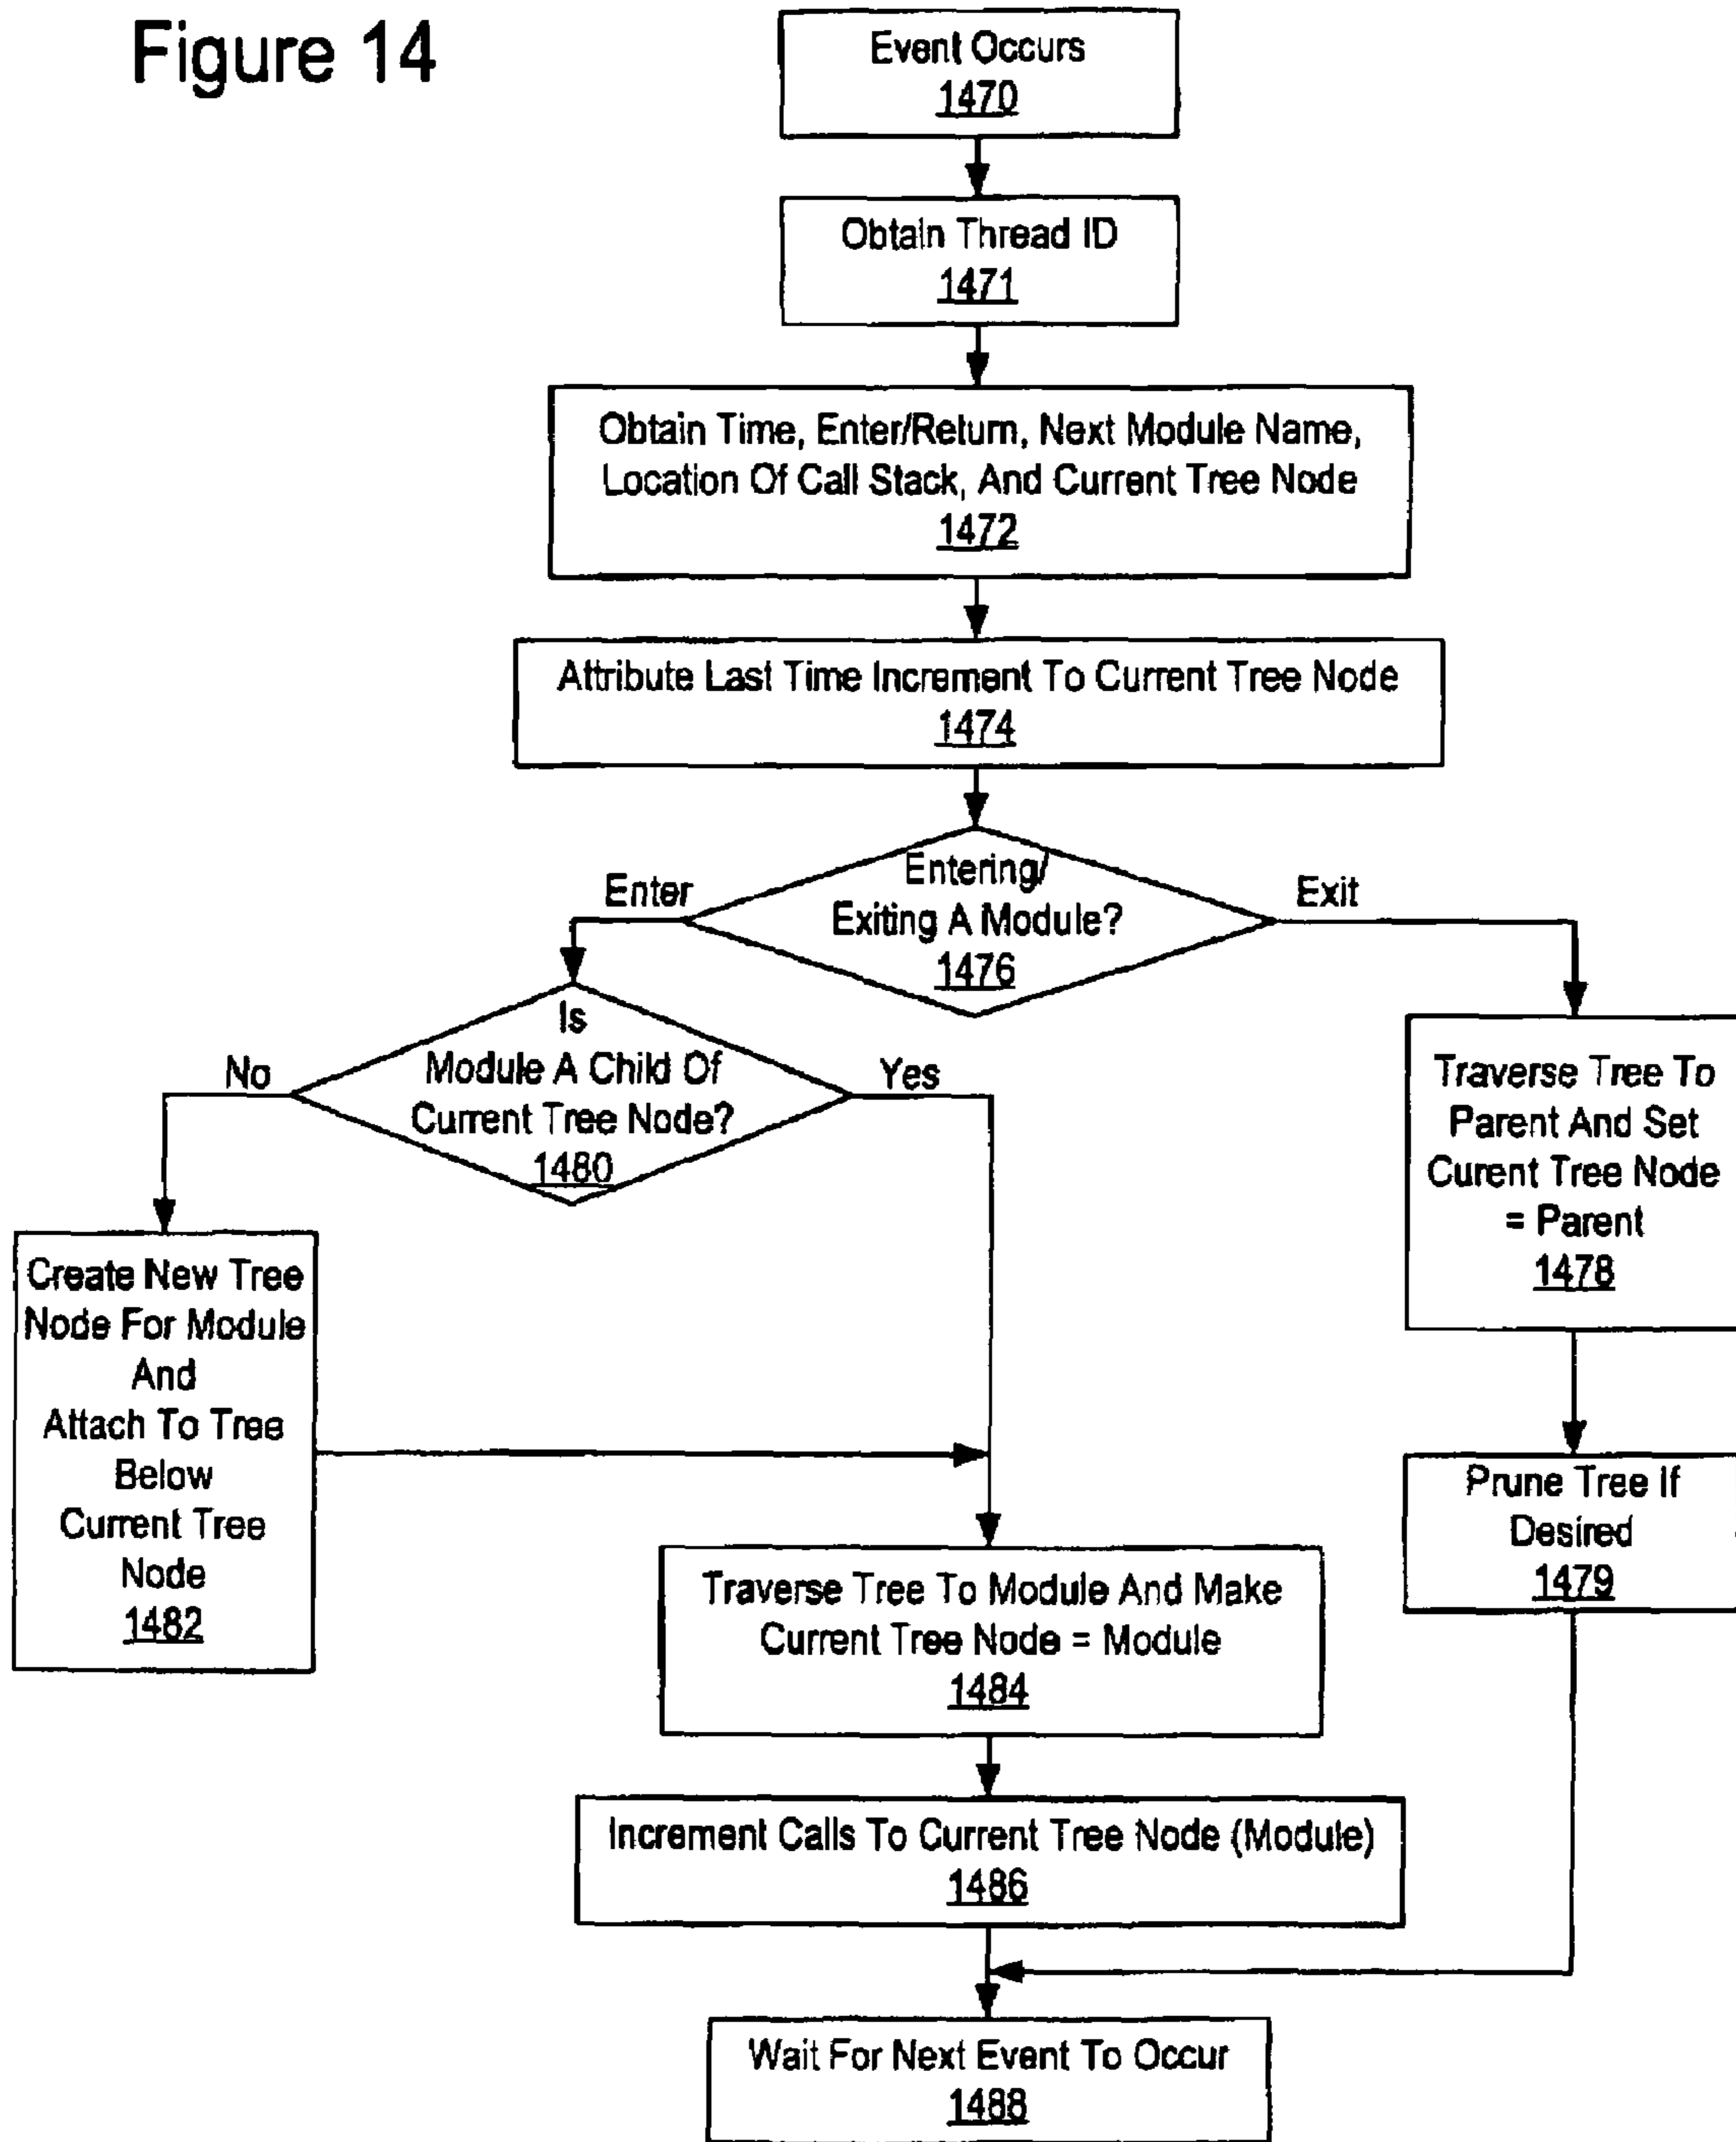 Figure 14
Event Occurs
1470
Obtain Thread ID
1471
Obtain Time, Enter/Return, Next Module Name,
Location Of Call Stack, And Current Tree Node
1472
Attribute Last Time Increment To Current Tree Node
1474
Entering/
Exiting A Module?
1476
Enter
Exit
Is
Module A Child Of
Current Tree Node?
1480
No
Yes
Traverse Tree To
Parent And Set
Curent Tree Node
= Parent
1478
Create New Tree
Node For Module
And
Attach To Tree
Below
Current Tree
Node
1482
Prune Tree If
Desired
1479
Traverse Tree To Module And Make
Current Tree Node = Module
1484
Increment Calls To Current Tree Node (Module)
1486
Wait For Next Event To Occur
1488